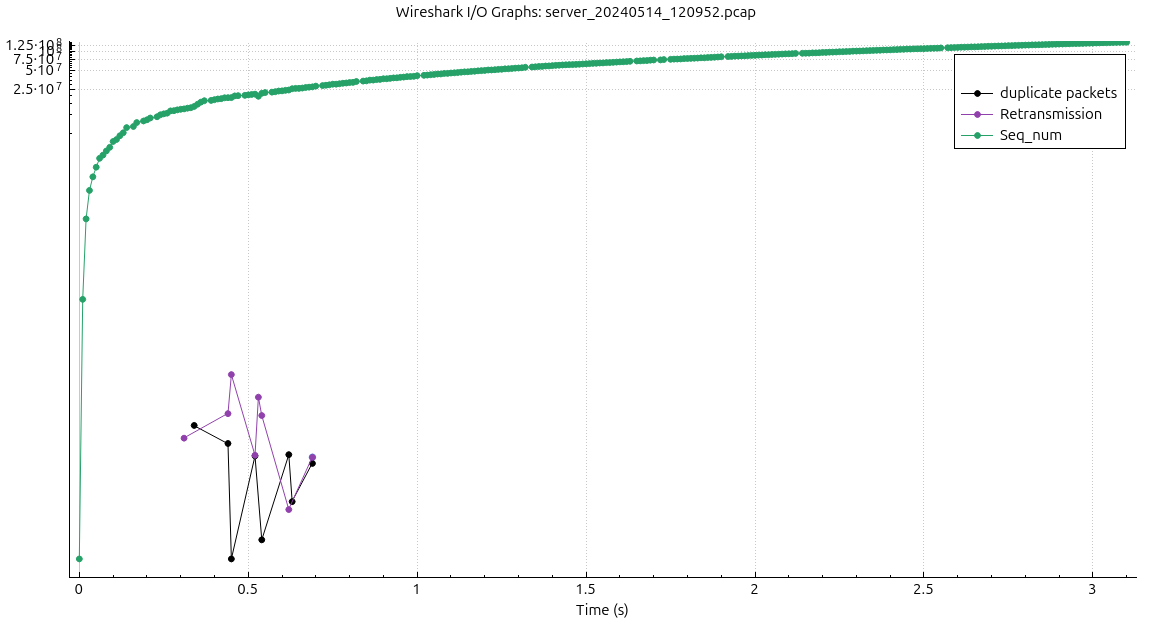 Wireshark I/O Graphs: server_20240514_120952.pcap
1.25·10⁸
10⁸
7.5·10⁷
5·10⁷
2.5·10⁷
duplicate packets
Retransmission
Seq_num
0 0.5 1 1.5 2 2.5 3
Time (s)